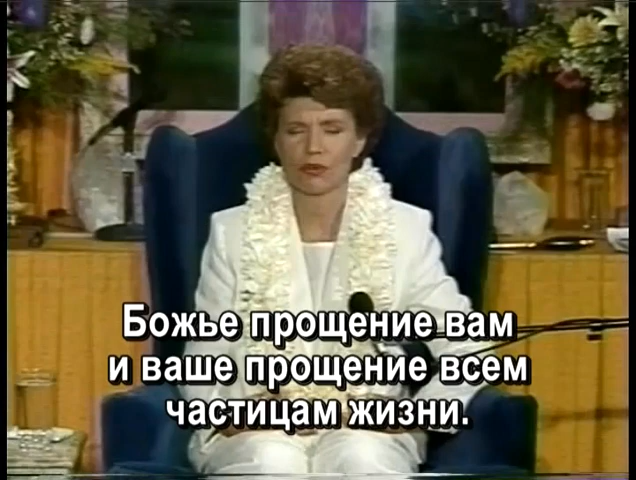 Божье прощение вам
и ваше прощение всем
частицам жизни.